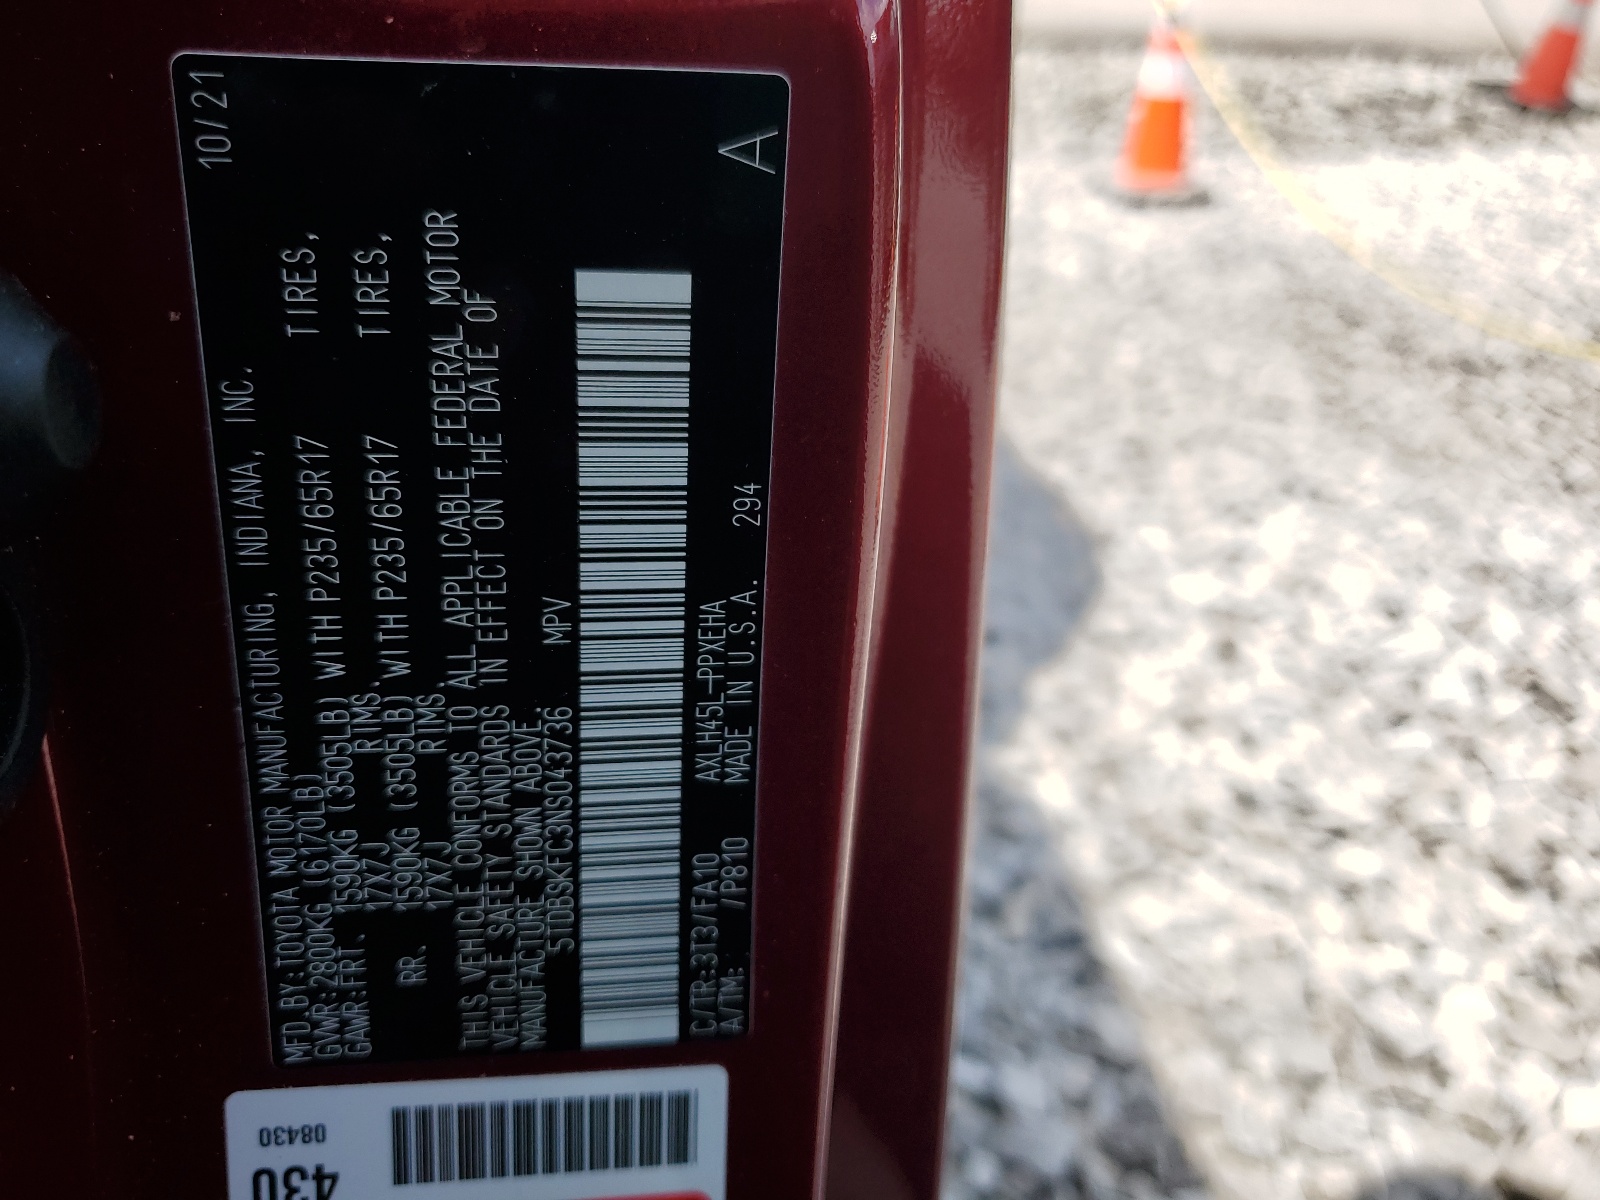 MFD.BY:TOYOTA MOTOR MANUFACTURING, INDIANA, INC. 10/21
GVWR:2800KG (6170LB)
GAWR:FRT. 1590KG (3505LB) WITH P235/65R17 TIRES,
17X7J RIMS.
RR. 1590KG (3505LB) WITH P235/65R17 TIRES,
17X7J RIMS.
THIS VEHICLE CONFORMS TO ALL APPLICABLE FEDERAL MOTOR
VEHICLE SAFETY STANDARDS IN EFFECT ON THE DATE OF
MANUFACTURE SHOWN ABOVE.
5TDBSKFC3NS043736 MPV
AXLH45L-PPXEHA
C/TR:3T3/FA10 MADE IN U.S.A. 294 A
A/TM: /P810
08430
430